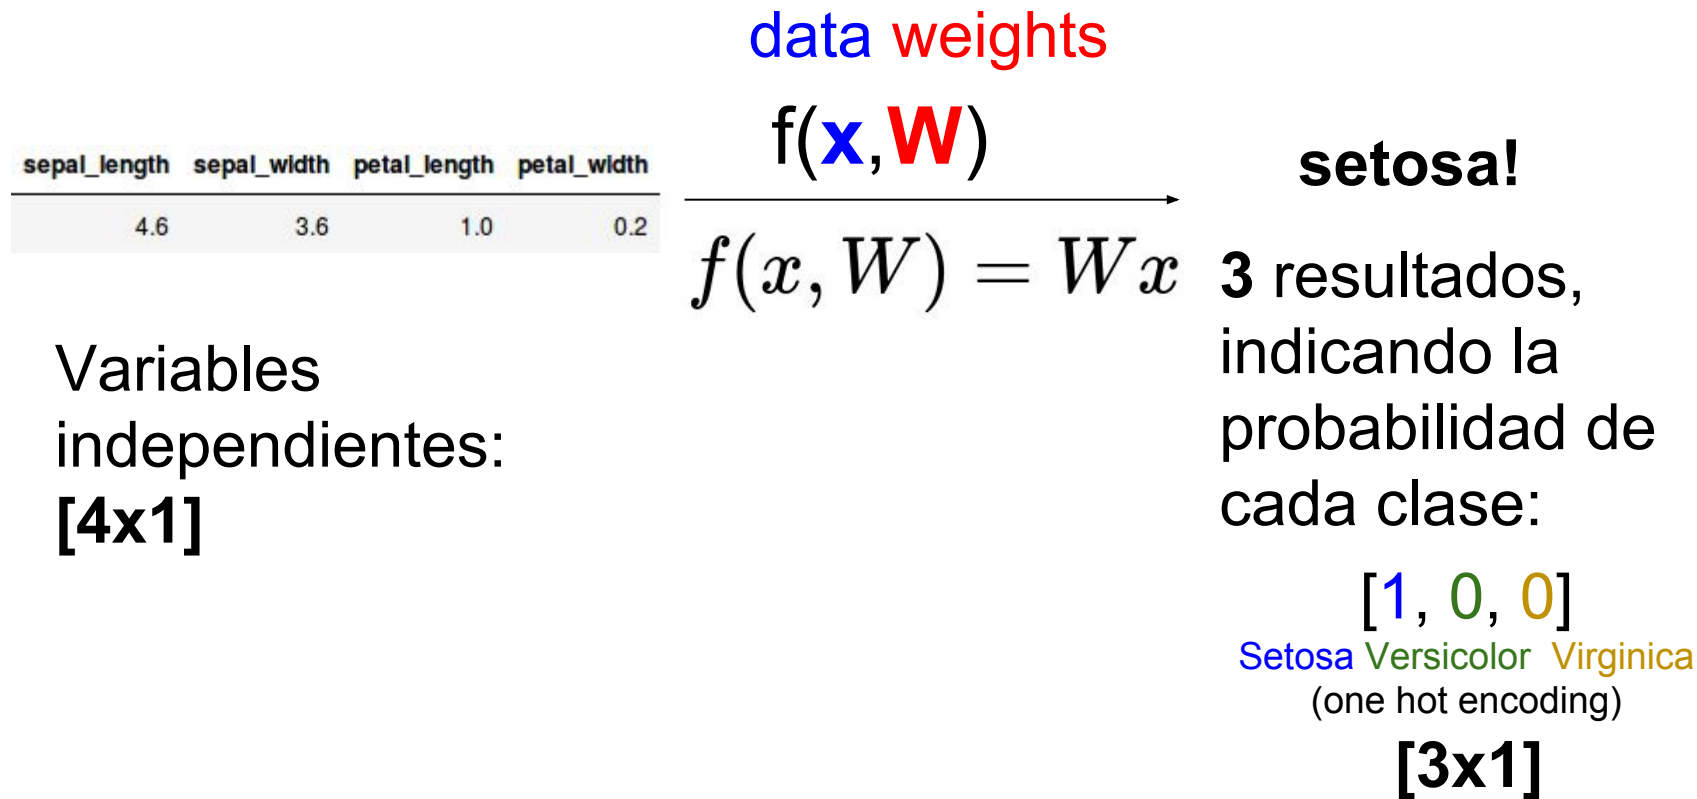 data weights
f(x,W)
sepal_length sepal_width petal_length petal_width
4.6 3.6 1.0 0.2
f(x, W) = Wx
Variables
independientes:
[4x1]
setosa!
3 resultados,
indicando la
probabilidad de
cada clase:
[1, 0, 0]
Setosa Versicolor Virginica
(one hot encoding)
[3x1]